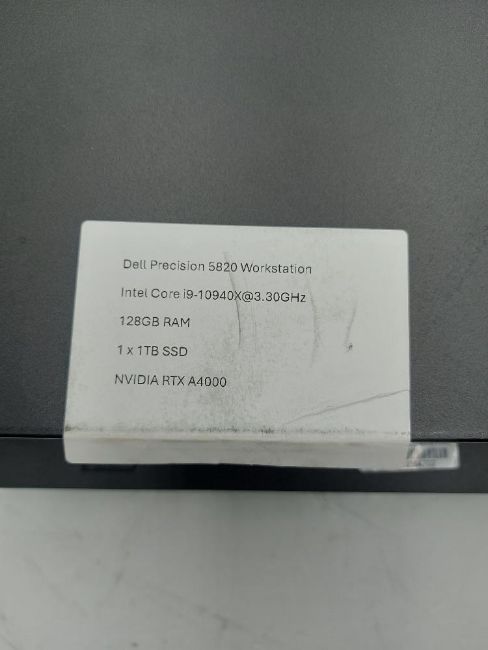 Dell Precision 5820 Workstation
Intel Core i9-10940X@3.30GHz
128GB RAM
1 x 1TB SSD
NVIDIA RTX A4000